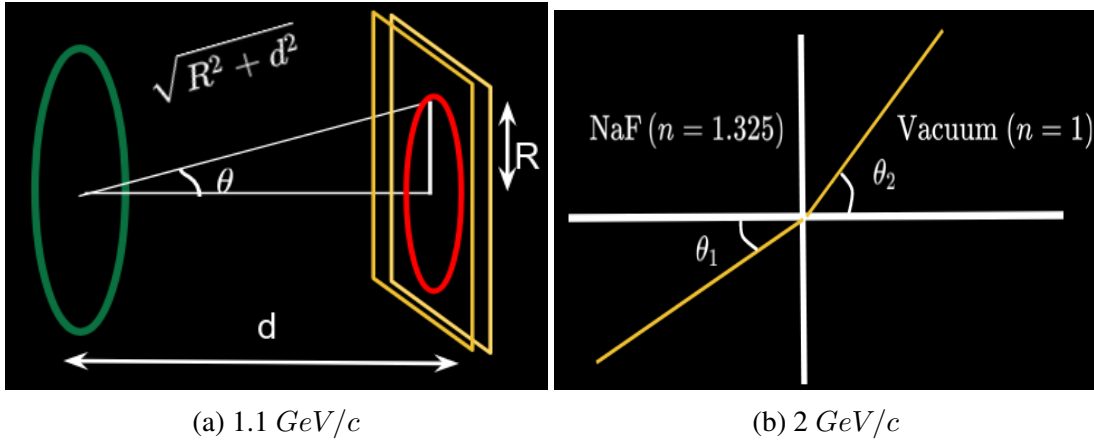 √R² + d²
θ
R
d
NaF (n = 1.325)
Vacuum (n = 1)
θ₂
θ₁
(a) 1.1 GeV/c
(b) 2 GeV/c